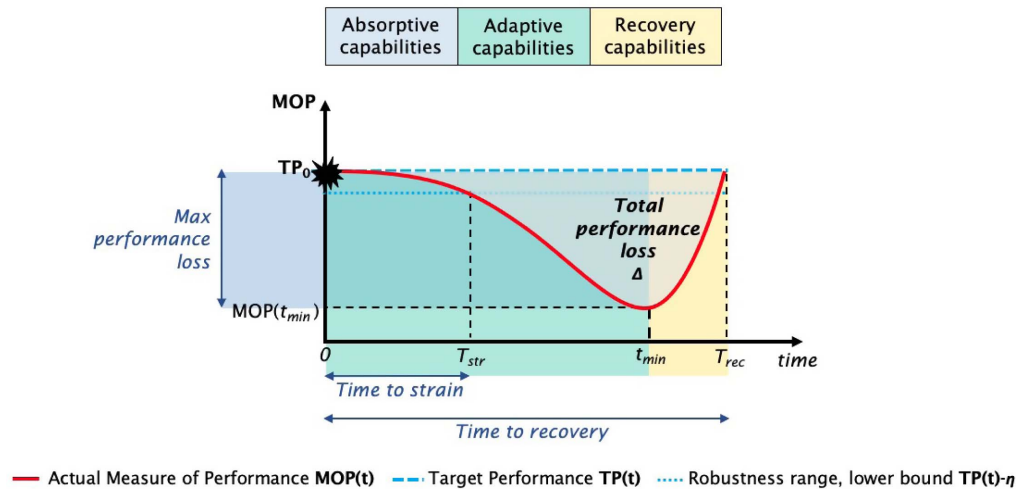 Absorptive capabilities
Adaptive capabilities
Recovery capabilities
MOP
TP₀
Max
performance
loss
Total
performance
loss
Δ
MOP(tₘᵢₙ)
0
Tₛₜᵣ
tₘᵢₙ
Tᵣₑ꜀
time
Time to strain
Time to recovery
Actual Measure of Performance MOP(t)
Target Performance TP(t)
Robustness range, lower bound TP(t)-η